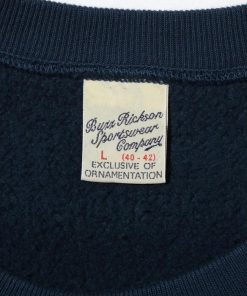 Buzz Rickson
Sportswear
Company
L (40-42)
EXCLUSIVE OF
ORNAMENTATION